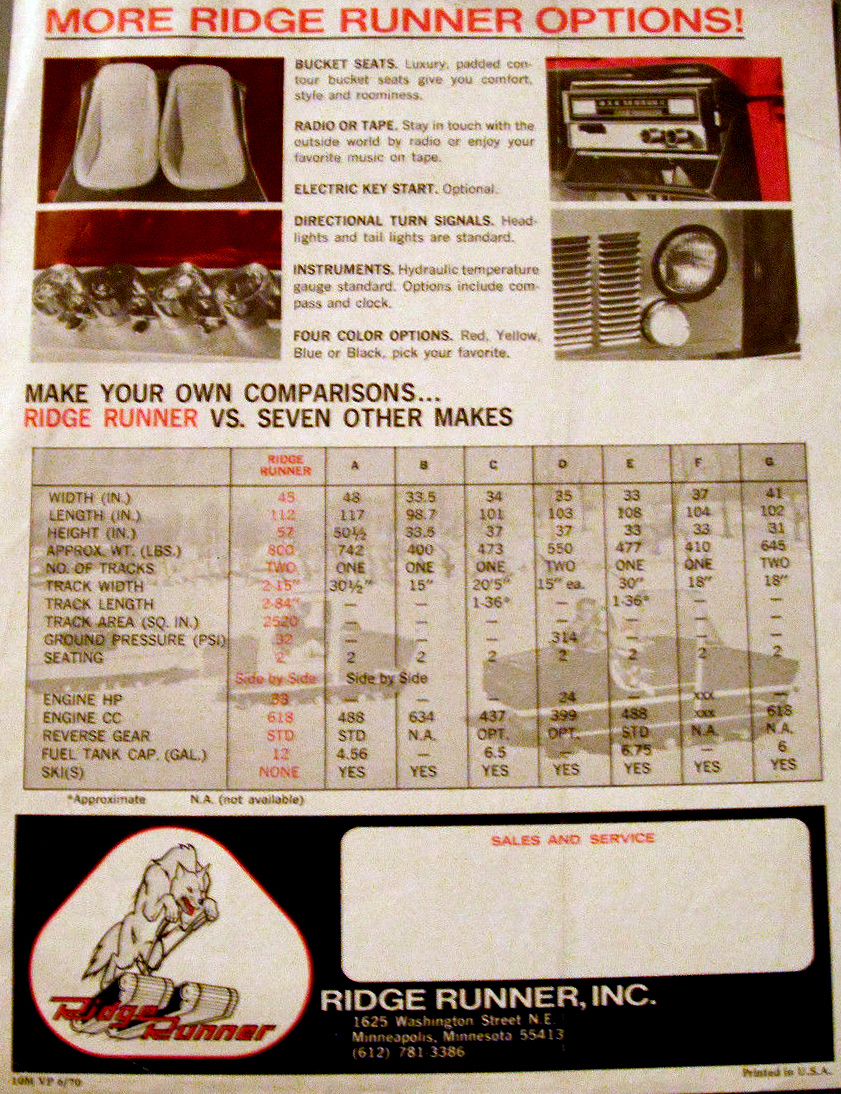 MORE RIDGE RUNNER OPTIONS!
BUCKET SEATS. Luxury, padded con-
tour bucket seats give you comfort,
style and roominess.
RADIO OR TAPE. Stay in touch with the
outside world by radio or enjoy your
favorite music on tape.
ELECTRIC KEY START. Optional.
DIRECTIONAL TURN SIGNALS. Head-
lights and tail lights are standard.
INSTRUMENTS. Hydraulic temperature
gauge standard. Options include com-
pass and clock.
FOUR COLOR OPTIONS. Red, Yellow,
Blue or Black, pick your favorite.
MAKE YOUR OWN COMPARISONS...
RIDGE RUNNER VS. SEVEN OTHER MAKES
RIDGE RUNNER A B C D E F G
WIDTH (IN.) 45 48 33.5 34 35 33 37 41
LENGTH (IN.) 112 117 98.7 101 103 108 104 102
HEIGHT (IN.) 57 50½ 33.5 37 37 33 33 31
APPROX. WT. (LBS.) 800 742 400 473 550 477 410 645
NO. OF TRACKS TWO ONE ONE ONE TWO ONE ONE TWO
TRACK WIDTH 2-15" 30½" 15" 20'5" 15" ea. 30" 18" 18"
TRACK LENGTH 2-84" — — 1-36* — 1-36* — —
TRACK AREA (SQ. IN.) 2520 — — — — — — —
GROUND PRESSURE (PSI) .32 — — — .314 — — —
SEATING 2 2 2 2 2 2 2 2
Side by Side Side by Side
ENGINE HP 33 — — — 24 — xxx —*
ENGINE CC 618 488 634 437 399 488 xxx 618
REVERSE GEAR STD STD N.A. OPT. OPT. STD N.A. N.A.
FUEL TANK CAP. (GAL.) 12 4.56 — 6.5 — 6.75 — 6
SKI(S) NONE YES YES YES YES YES YES YES
*Approximate N.A. (not available)
SALES AND SERVICE
Ridge
Runner
RIDGE RUNNER, INC.
1625 Washington Street N.E.
Minneapolis, Minnesota 55413
(612) 781-3386
10M VP 6/70
Printed in U.S.A.